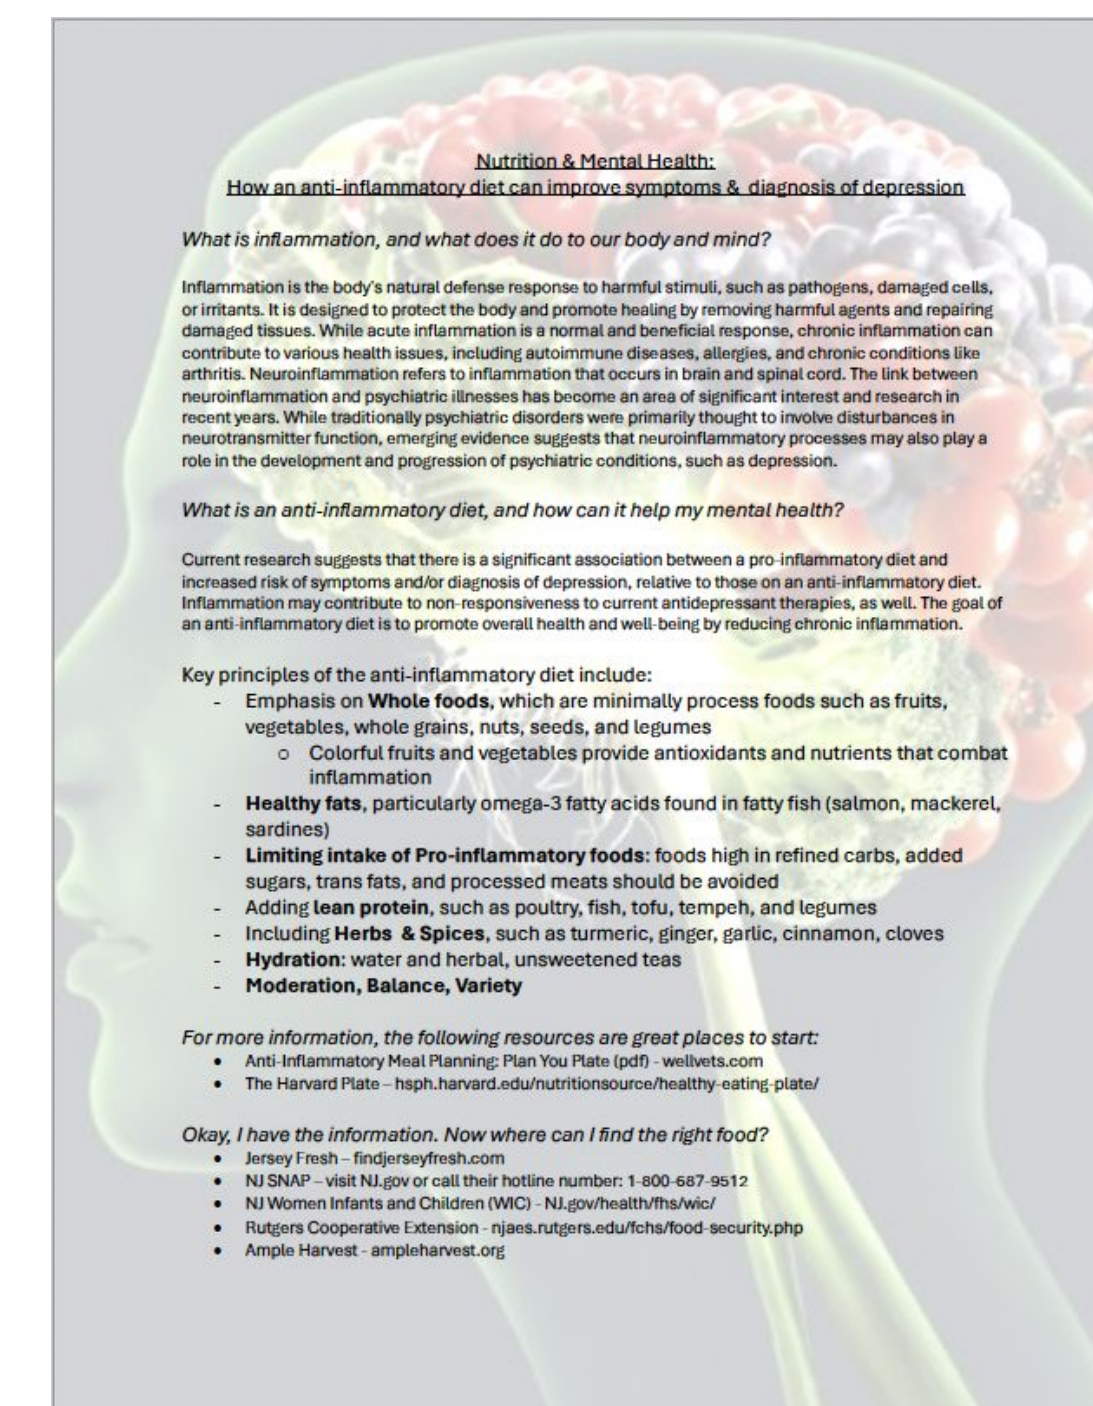 Nutrition & Mental Health:
How an anti-inflammatory diet can improve symptoms & diagnosis of depression
What is inflammation, and what does it do to our body and mind?
Inflammation is the body's natural defense response to harmful stimuli, such as pathogens, damaged cells,
or irritants. It is designed to protect the body and promote healing by removing harmful agents and repairing
damaged tissues. While acute inflammation is a normal and beneficial response, chronic inflammation can
contribute to various health issues, including autoimmune diseases, allergies, and chronic conditions like
arthritis. Neuroinflammation refers to inflammation that occurs in brain and spinal cord. The link between
neuroinflammation and psychiatric illnesses has become an area of significant interest and research in
recent years. While traditionally psychiatric disorders were primarily thought to involve disturbances in
neurotransmitter function, emerging evidence suggests that neuroinflammatory processes may also play a
role in the development and progression of psychiatric conditions, such as depression.
What is an anti-inflammatory diet, and how can it help my mental health?
Current research suggests that there is a significant association between a pro-inflammatory diet and
increased risk of symptoms and/or diagnosis of depression, relative to those on an anti-inflammatory diet.
Inflammation may contribute to non-responsiveness to current antidepressant therapies, as well. The goal of
an anti-inflammatory diet is to promote overall health and well-being by reducing chronic inflammation.
Key principles of the anti-inflammatory diet include:
- Emphasis on Whole foods, which are minimally process foods such as fruits,
vegetables, whole grains, nuts, seeds, and legumes
o Colorful fruits and vegetables provide antioxidants and nutrients that combat
inflammation
- Healthy fats, particularly omega-3 fatty acids found in fatty fish (salmon, mackerel,
sardines)
- Limiting intake of Pro-inflammatory foods: foods high in refined carbs, added
sugars, trans fats, and processed meats should be avoided
- Adding lean protein, such as poultry, fish, tofu, tempeh, and legumes
- Including Herbs & Spices, such as turmeric, ginger, garlic, cinnamon, cloves
- Hydration: water and herbal, unsweetened teas
- Moderation, Balance, Variety
For more information, the following resources are great places to start:
• Anti-Inflammatory Meal Planning: Plan You Plate (pdf) - wellvets.com
• The Harvard Plate – hsph.harvard.edu/nutritionsource/healthy-eating-plate/
Okay, I have the information. Now where can I find the right food?
• Jersey Fresh – findjerseyfresh.com
• NJ SNAP – visit NJ.gov or call their hotline number: 1-800-687-9512
• NJ Women Infants and Children (WIC) - NJ.gov/health/fhs/wic/
• Rutgers Cooperative Extension - njaes.rutgers.edu/fchs/food-security.php
• Ample Harvest - ampleharvest.org